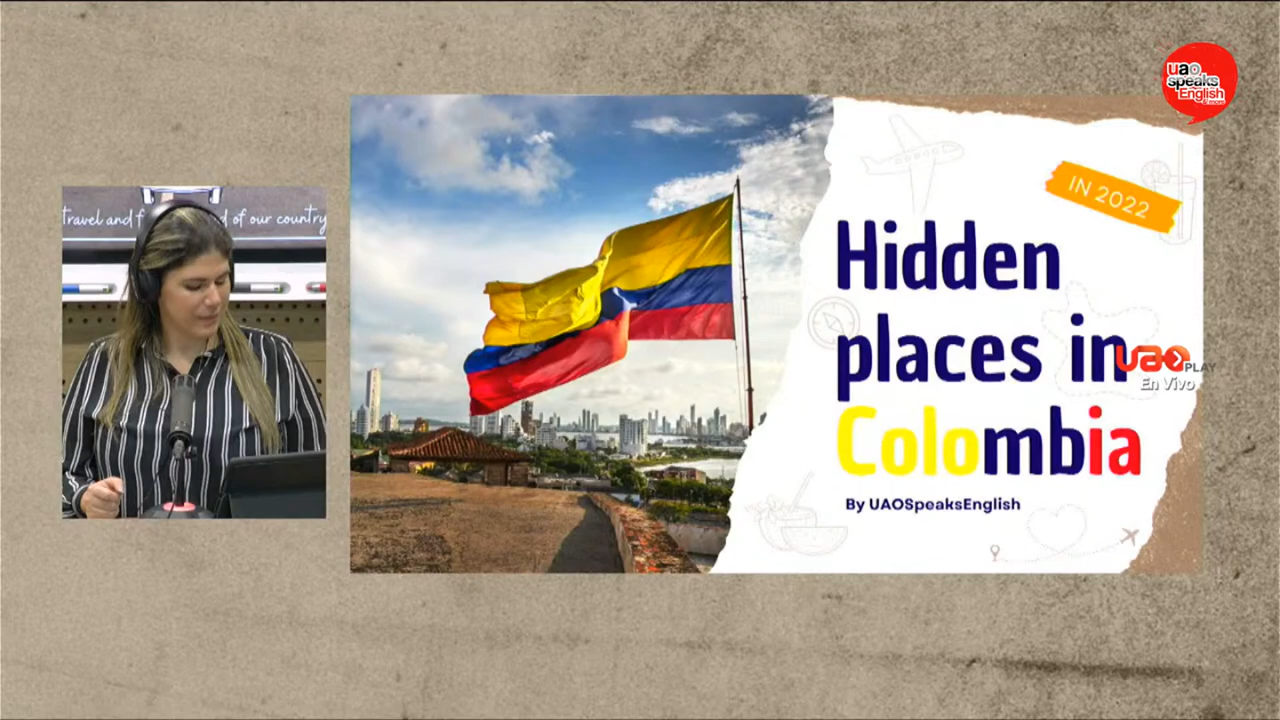 uao
speaks
English
& more
IN 2022
Hidden
places in
Colombia
By UAOSpeaksEnglish
uao PLAY
En Vivo
travel and f
d of our country